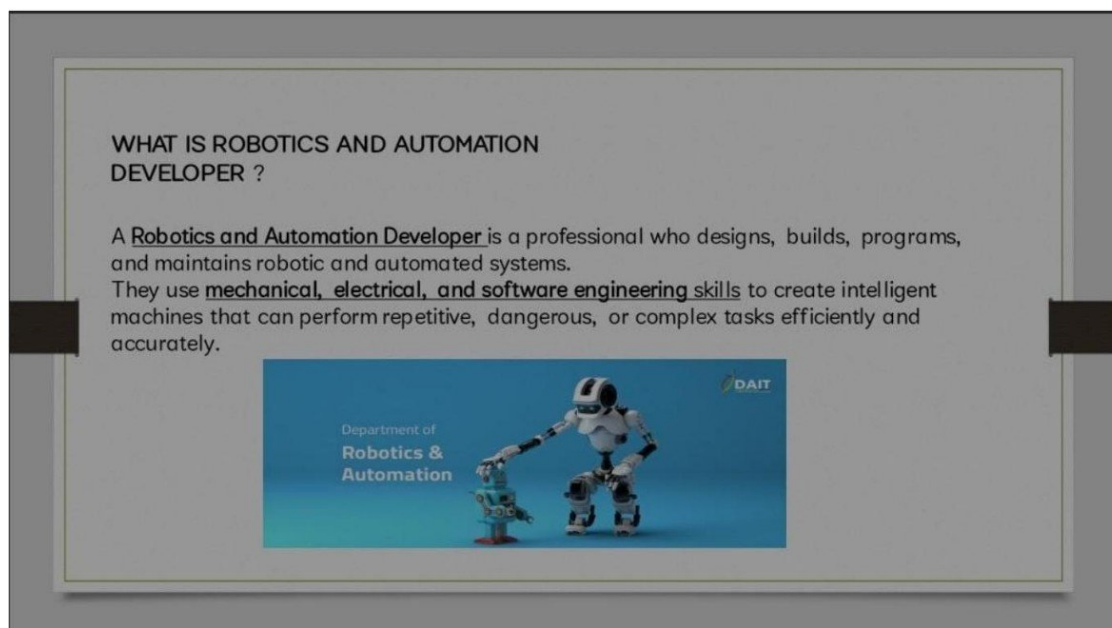 WHAT IS ROBOTICS AND AUTOMATION
DEVELOPER ?
A Robotics and Automation Developer is a professional who designs, builds, programs,
and maintains robotic and automated systems.
They use mechanical, electrical, and software engineering skills to create intelligent
machines that can perform repetitive, dangerous, or complex tasks efficiently and
accurately.
DAIT
Department of
Robotics &
Automation